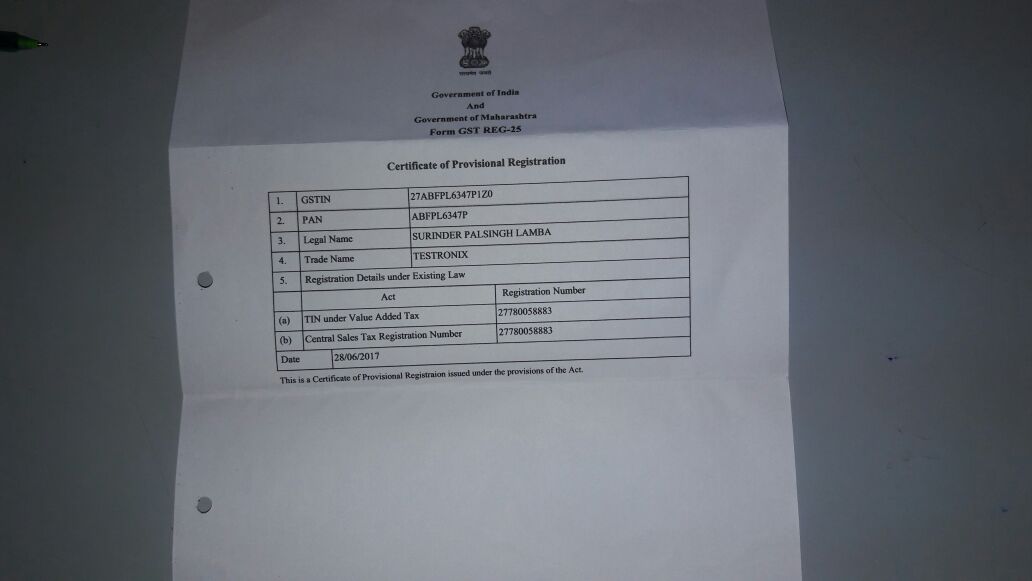 सत्यमेव जयते
Government of India
And
Government of Maharashtra
Form GST REG-25
Certificate of Provisional Registration
1. GSTIN 27ABFPL6347P1Z0
2. PAN ABFPL6347P
3. Legal Name SURINDER PALSINGH LAMBA
4. Trade Name TESTRONIX
5. Registration Details under Existing Law
Act Registration Number
(a) TIN under Value Added Tax 27780058883
(b) Central Sales Tax Registration Number 27780058883
Date 28/06/2017
This is a Certificate of Provisional Registraion issued under the provisions of the Act.